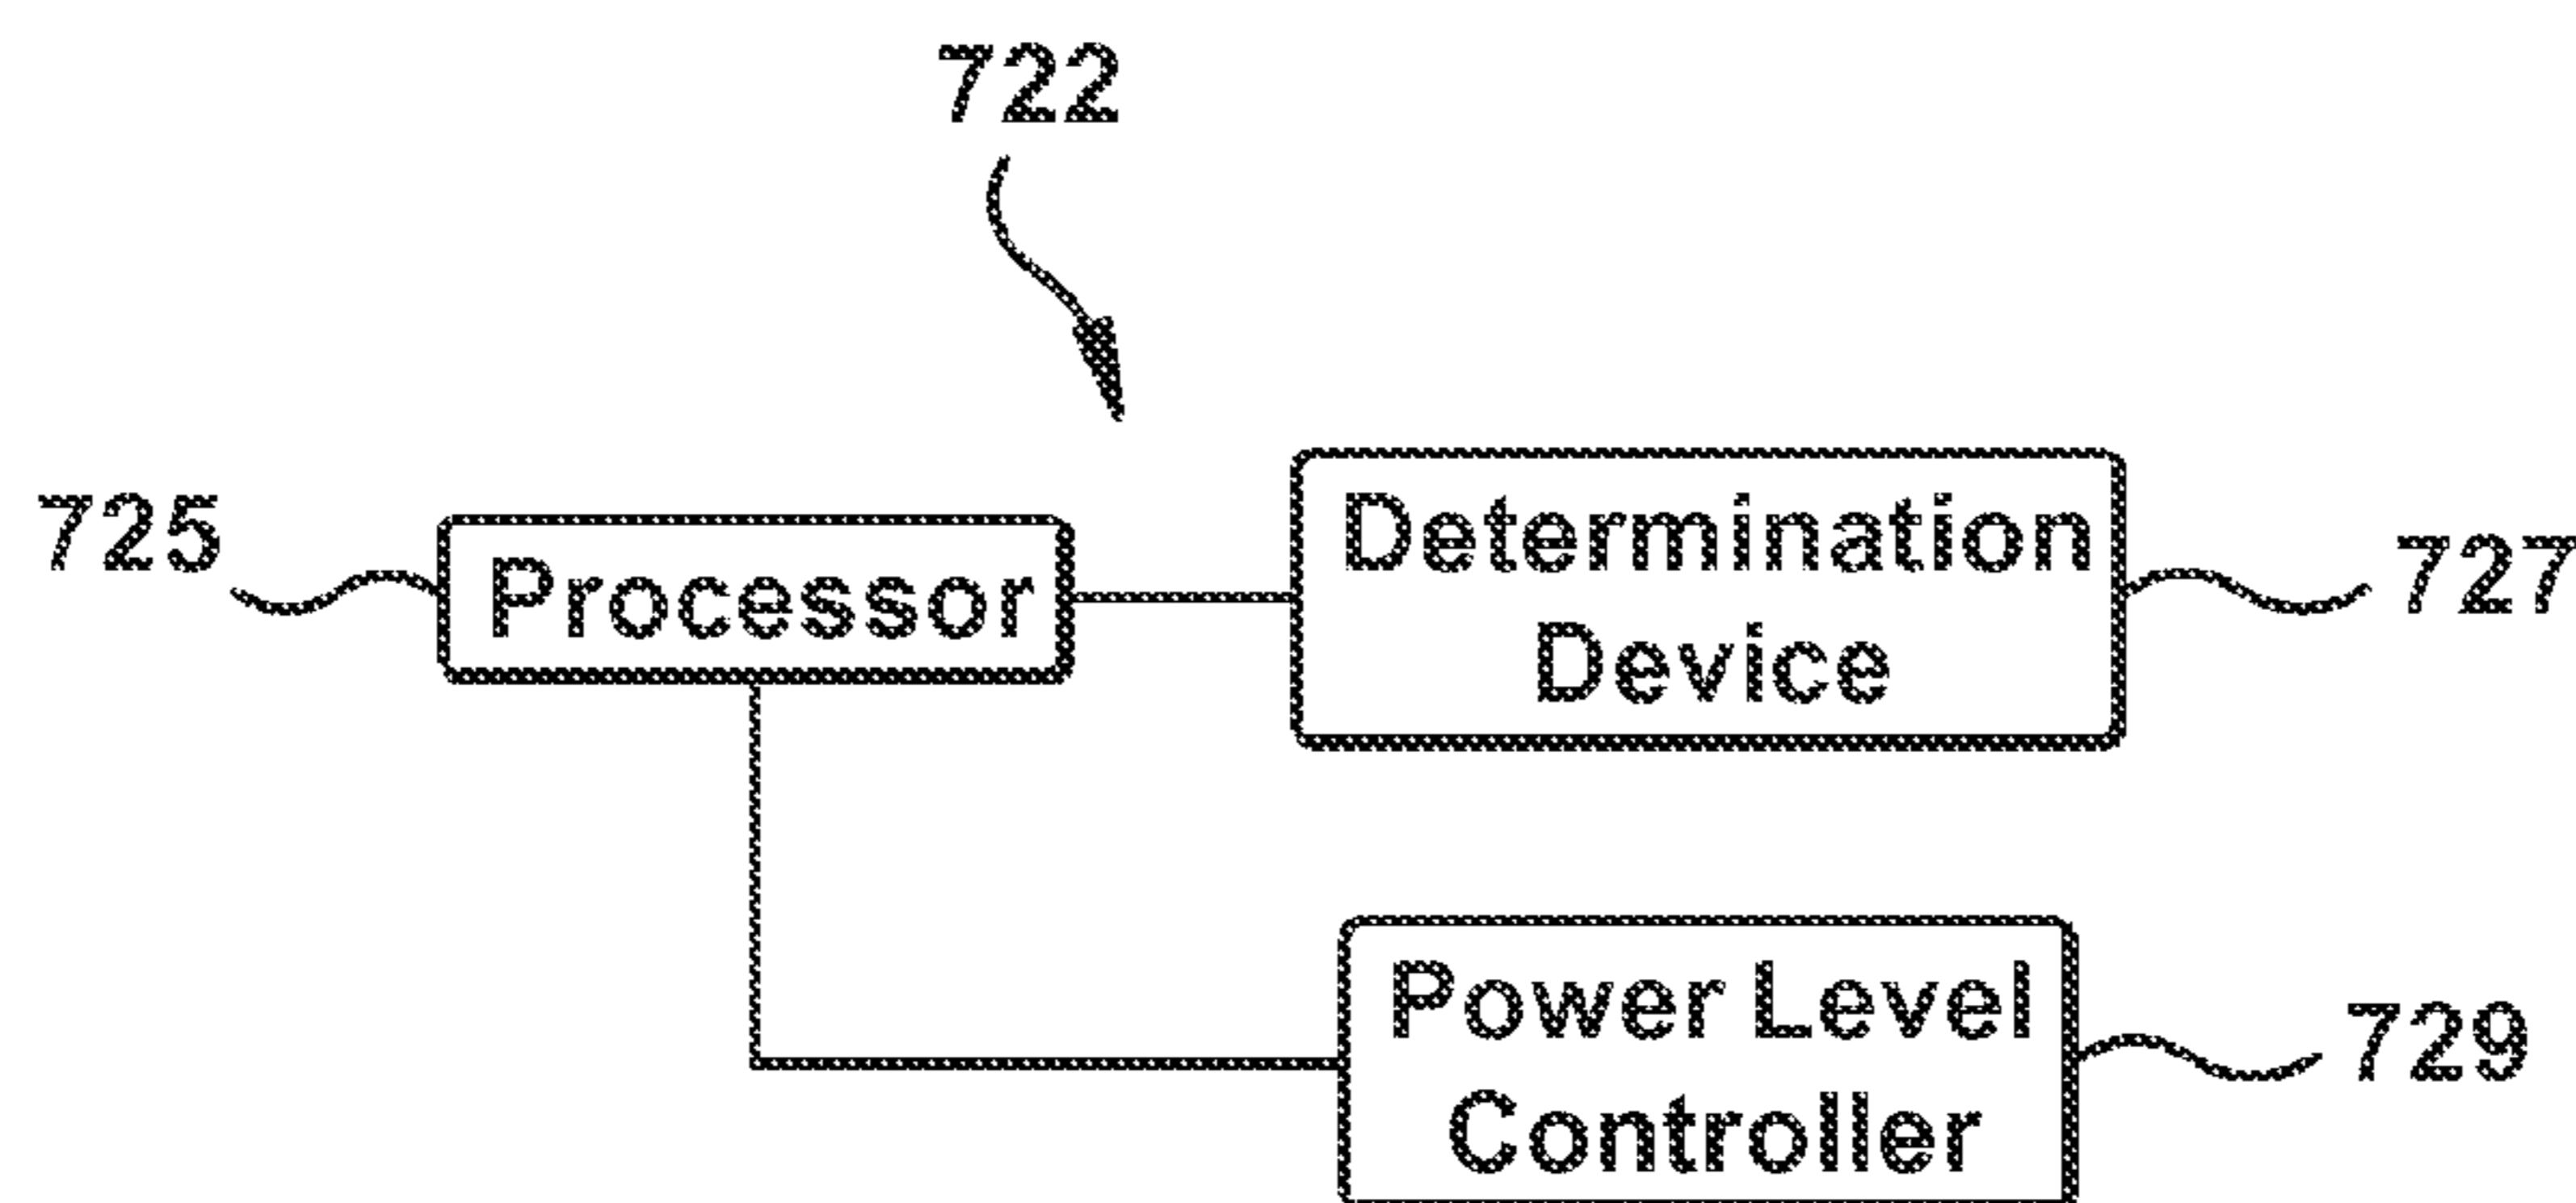 722
725
Processor
Determination
Device
727
Power Level
Controller
729